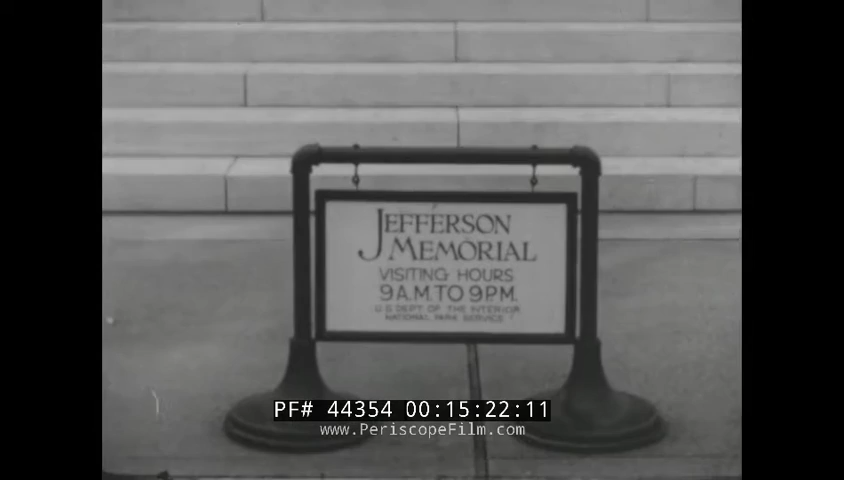 JEFFERSON
MEMORIAL
VISITING HOURS
9 A.M. TO 9 P.M.
U.S. DEPT. OF THE INTERIOR
NATIONAL PARK SERVICE
PF# 44354 00:15:22:11
www.PeriscopeFilm.com